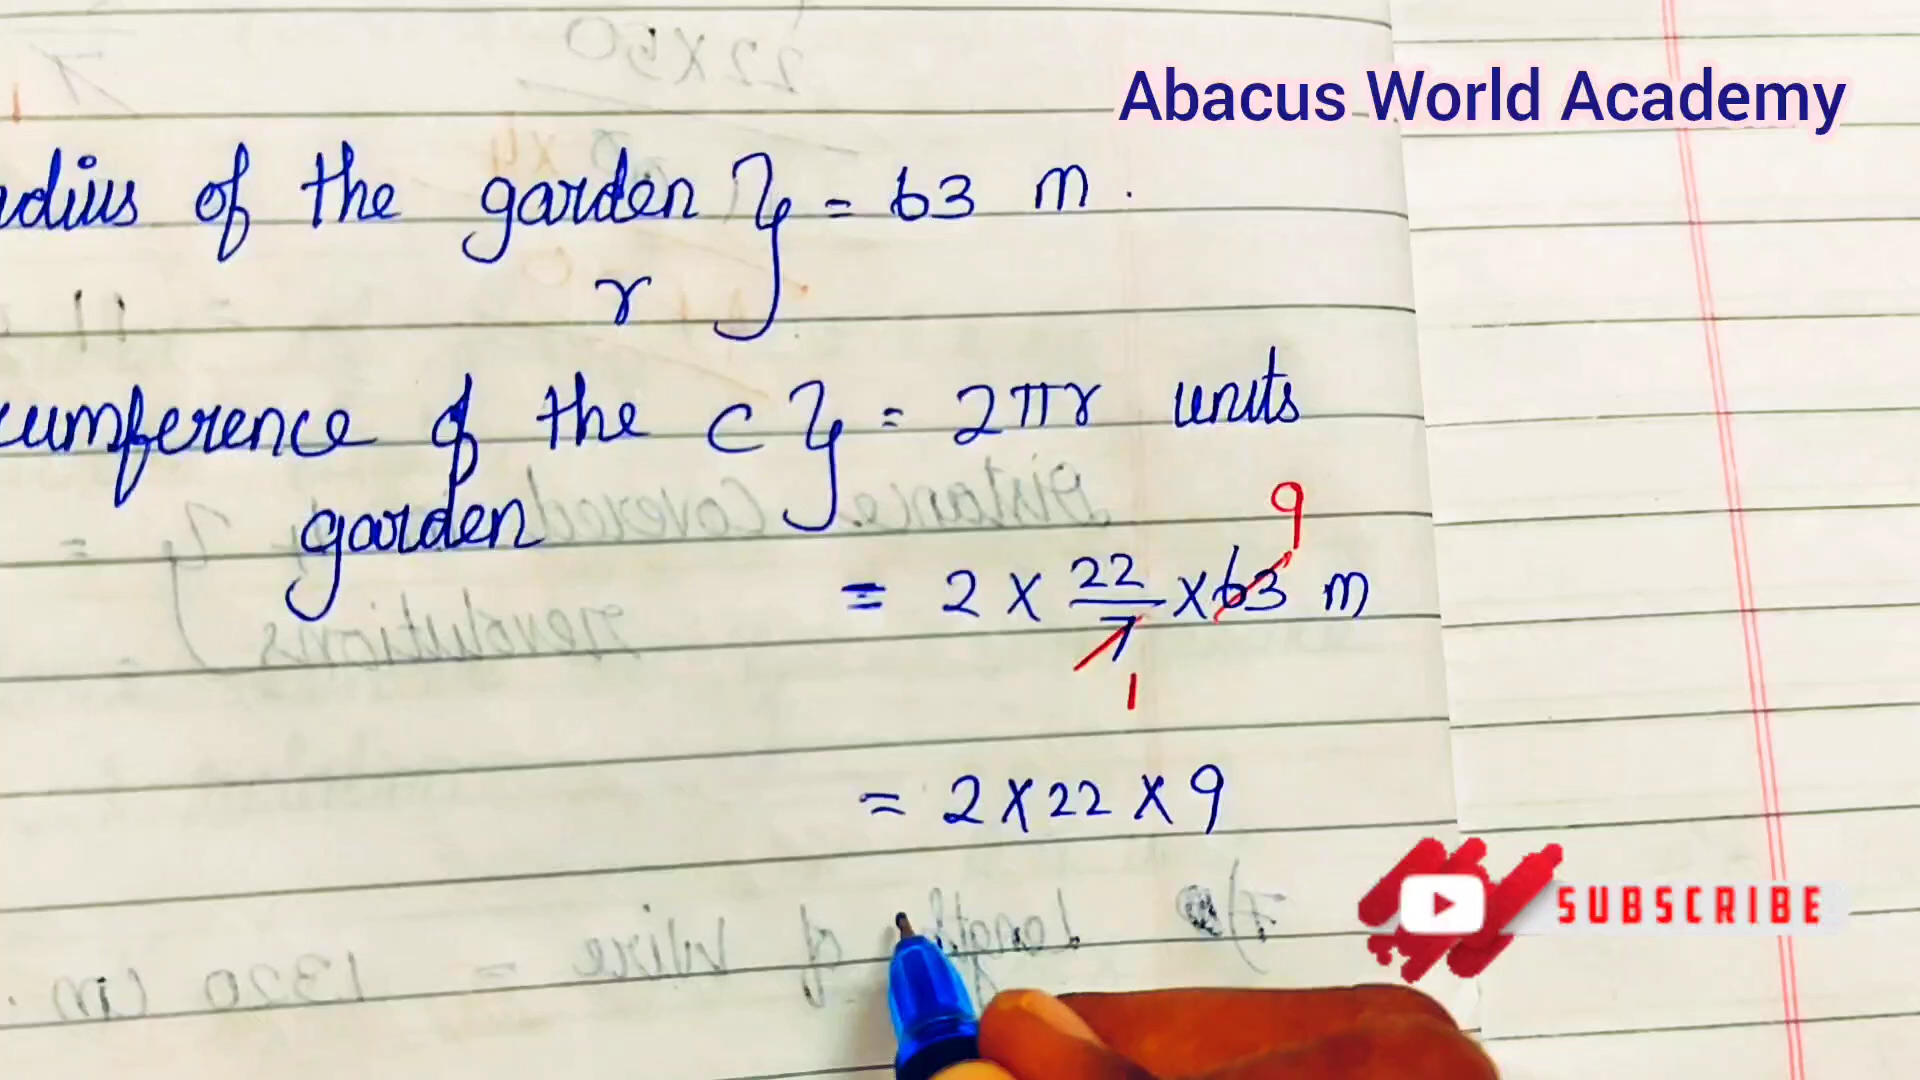 Abacus World Academy
adius of the garden } = 63 m.
r
cumference of the c } = 2πr units
garden
9
= 2 × 22/7 × 63 m
1
= 2 × 22 × 9
SUBSCRIBE